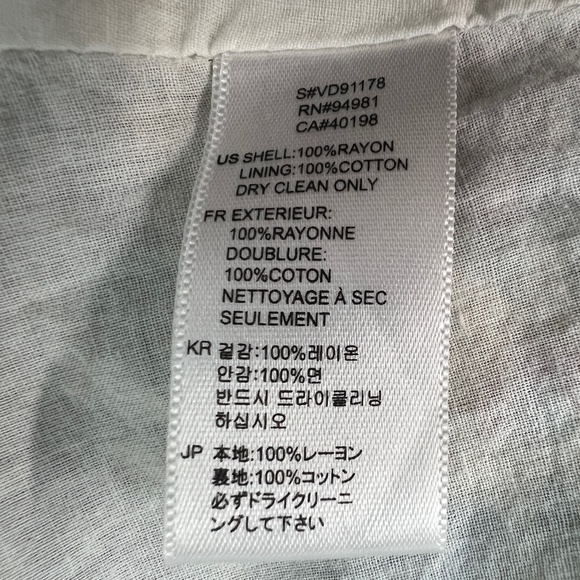 S#VD91178
RN#94981
CA#40198
US SHELL:100%RAYON
LINING:100%COTTON
DRY CLEAN ONLY
FR EXTERIEUR:
100%RAYONNE
DOUBLURE:
100%COTON
NETTOYAGE À SEC
SEULEMENT
KR 겉감:100%레이온
안감:100%면
반드시 드라이클리닝
하십시오
JP 本地:100%レーヨン
裏地:100%コットン
必ずドライクリーニ
ングして下さい